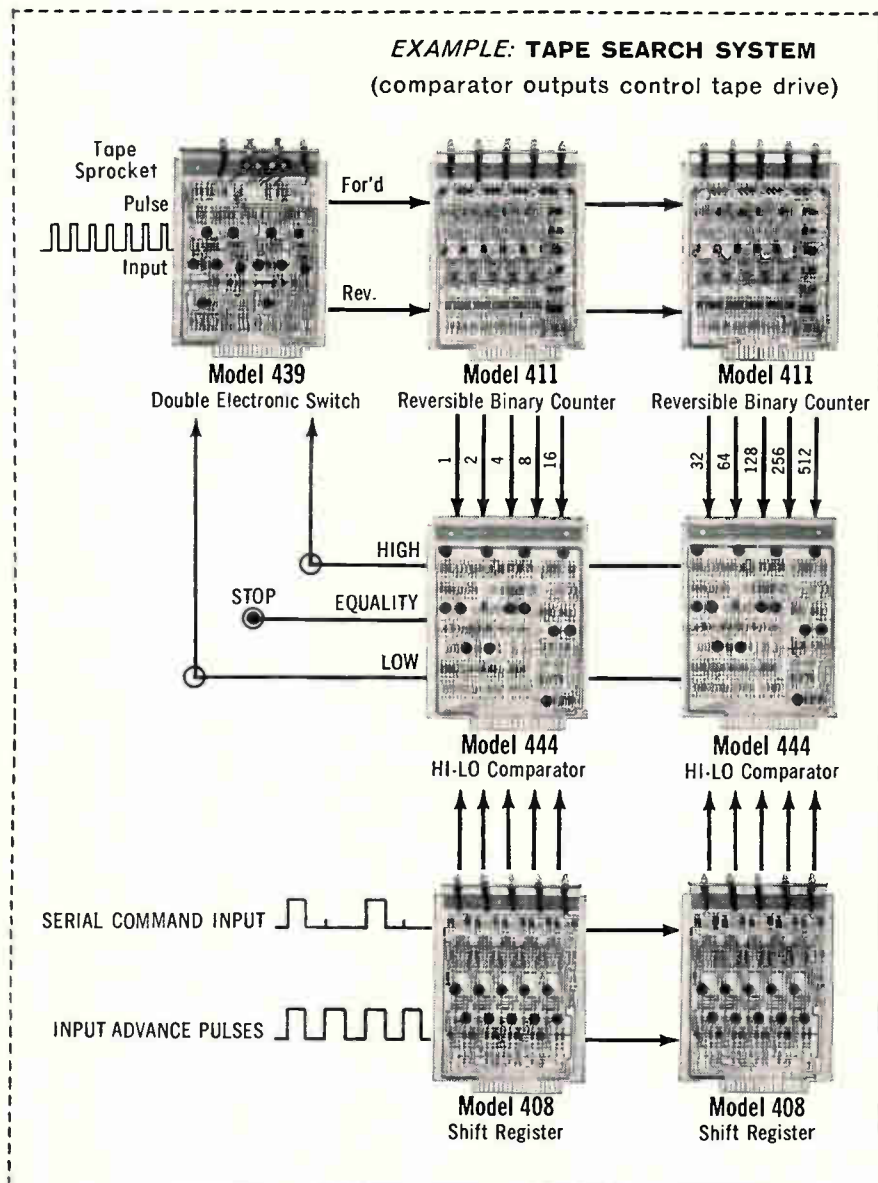 EXAMPLE: TAPE SEARCH SYSTEM
(comparator outputs control tape drive)
Tape
Sprocket
Pulse
Input
For'd
Rev.
Model 439
Double Electronic Switch
Model 411
Reversible Binary Counter
Model 411
Reversible Binary Counter
1
2
4
8
16
32
64
128
256
512
HIGH
STOP
EQUALITY
LOW
Model 444
HI-LO Comparator
Model 444
HI-LO Comparator
SERIAL COMMAND INPUT
INPUT ADVANCE PULSES
Model 408
Shift Register
Model 408
Shift Register